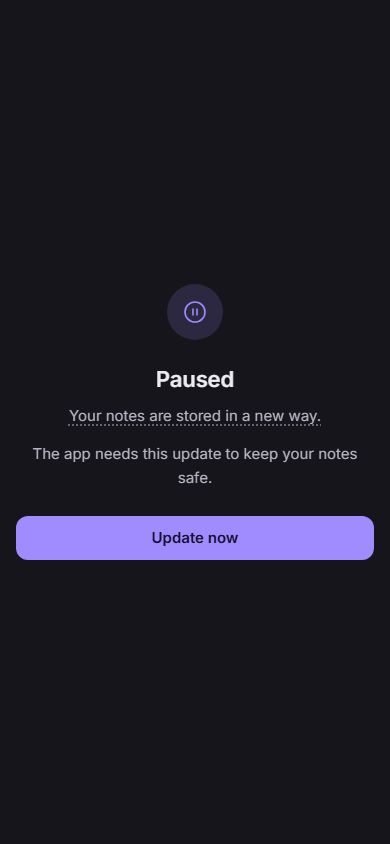 Paused
Your notes are stored in a new way.
The app needs this update to keep your notes
safe.
Update now